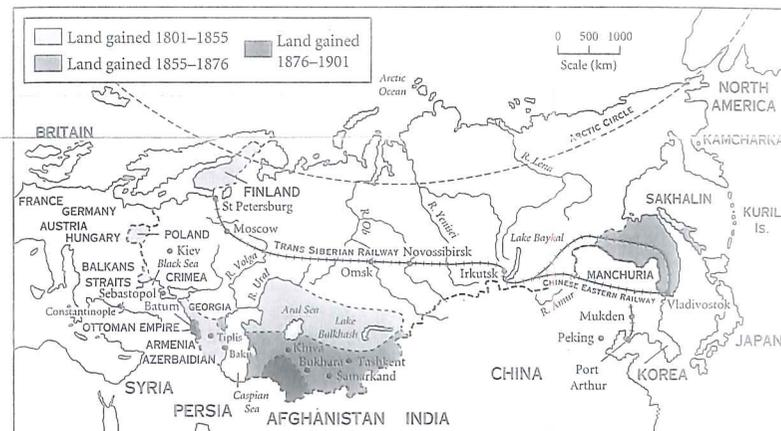 Land gained 1801–1855
Land gained 1855–1876
Land gained
1876–1901
0 500 1000
Scale (km)
Arctic
Ocean
NORTH
AMERICA
ARCTIC CIRCLE
KAMCHARKA
BRITAIN
R. Lena
FINLAND
St Petersburg
SAKHALIN
KURIL
Is.
FRANCE
GERMANY
AUSTRIA
HUNGARY
POLAND
Moscow
R. Ob
R. Yenisei
Lake Baykal
TRANS SIBERIAN RAILWAY
Novossibirsk
Kiev
Black Sea
R. Volga
Omsk
Irkutsk
MANCHURIA
BALKANS
CRIMEA
R. Ural
STRAITS
Sebastopol
CHINESE EASTERN RAILWAY
R. Amur
Vladivostok
Constantinople
Batum
GEORGIA
Aral Sea
Lake
Bulkhash
Mukden
OTTOMAN EMPIRE
Tiplis
ARMENIA
Baku
AZERBAIDIAN
Khiva
Bukhara
Tashkent
Samarkand
Peking
JAPAN
SYRIA
CHINA
Port
Arthur
KOREA
PERSIA
Caspian
Sea
AFGHANISTAN
INDIA